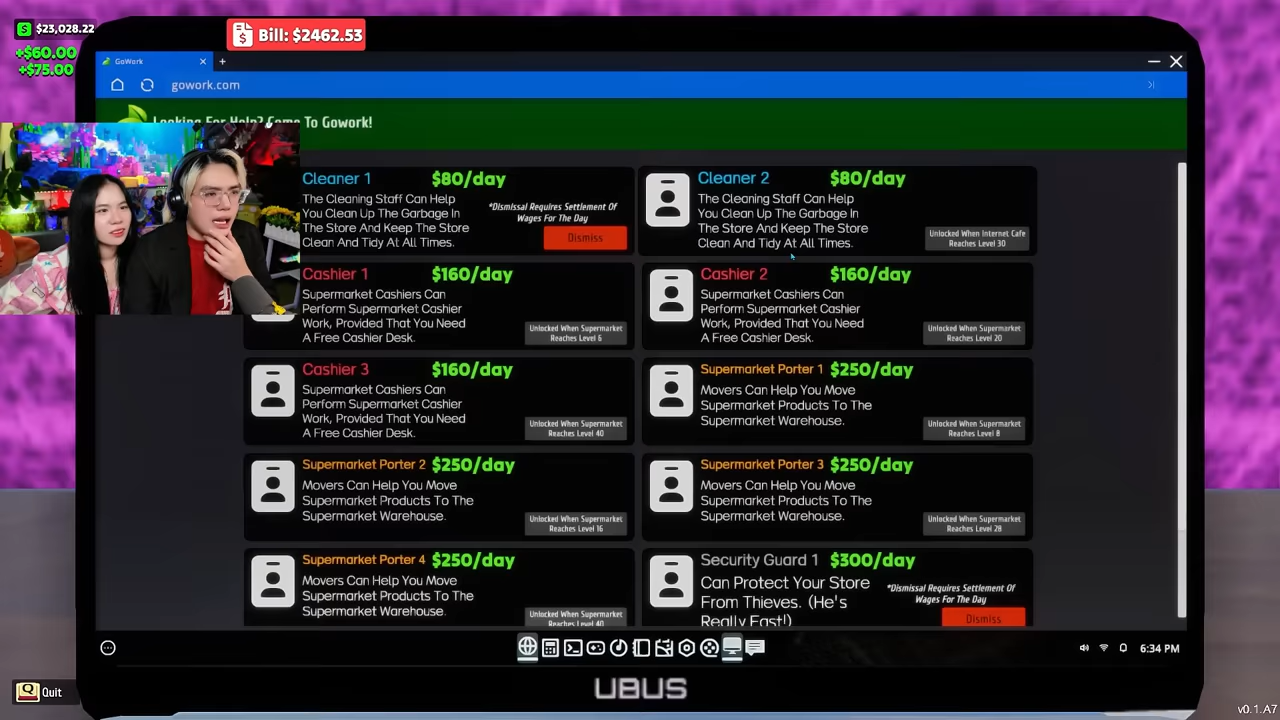 $23,028.22
Bill: $2462.53
+$60.00
+$75.00
GoWork
gowork.com
Looking For Help? Come To Gowork!
Cleaner 1 $80/day
The Cleaning Staff Can Help
You Clean Up The Garbage In
The Store And Keep The Store
Clean And Tidy At All Times.
*Dismissal Requires Settlement Of
Wages For The Day
Dismiss
Cleaner 2 $80/day
The Cleaning Staff Can Help
You Clean Up The Garbage In
The Store And Keep The Store
Clean And Tidy At All Times.
Unlocked When Internet Cafe
Reaches Level 30
Cashier 1 $160/day
Supermarket Cashiers Can
Perform Supermarket Cashier
Work, Provided That You Need
A Free Cashier Desk.
Unlocked When Supermarket
Reaches Level 6
Cashier 2 $160/day
Supermarket Cashiers Can
Perform Supermarket Cashier
Work, Provided That You Need
A Free Cashier Desk.
Unlocked When Supermarket
Reaches Level 20
Cashier 3 $160/day
Supermarket Cashiers Can
Perform Supermarket Cashier
Work, Provided That You Need
A Free Cashier Desk.
Unlocked When Supermarket
Reaches Level 40
Supermarket Porter 1 $250/day
Movers Can Help You Move
Supermarket Products To The
Supermarket Warehouse.
Unlocked When Supermarket
Reaches Level 8
Supermarket Porter 2 $250/day
Movers Can Help You Move
Supermarket Products To The
Supermarket Warehouse.
Unlocked When Supermarket
Reaches Level 16
Supermarket Porter 3 $250/day
Movers Can Help You Move
Supermarket Products To The
Supermarket Warehouse.
Unlocked When Supermarket
Reaches Level 28
Supermarket Porter 4 $250/day
Movers Can Help You Move
Supermarket Products To The
Supermarket Warehouse.
Unlocked When Supermarket
Reaches Level 40
Security Guard 1 $300/day
Can Protect Your Store
From Thieves. (He's
Really Fast!)
*Dismissal Requires Settlement Of
Wages For The Day
Dismiss
6:34 PM
UBUS
Q Quit
v0.1.A7